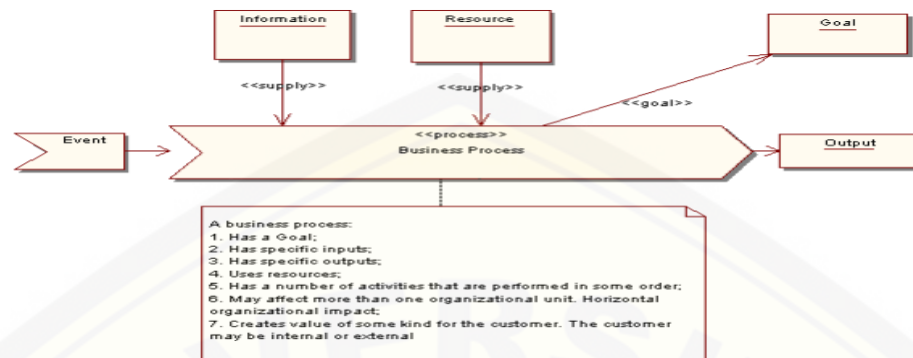 Information
Resource
Goal
<<supply>>
<<supply>>
<<goal>>
Event
<<process>>
Business Process
Output
A business process:
1. Has a Goal;
2. Has specific inputs;
3. Has specific outputs;
4. Uses resources;
5. Has a number of activities that are performed in some order;
6. May affect more than one organizational unit. Horizontal
organizational impact;
7. Creates value of some kind for the customer. The customer
may be internal or external